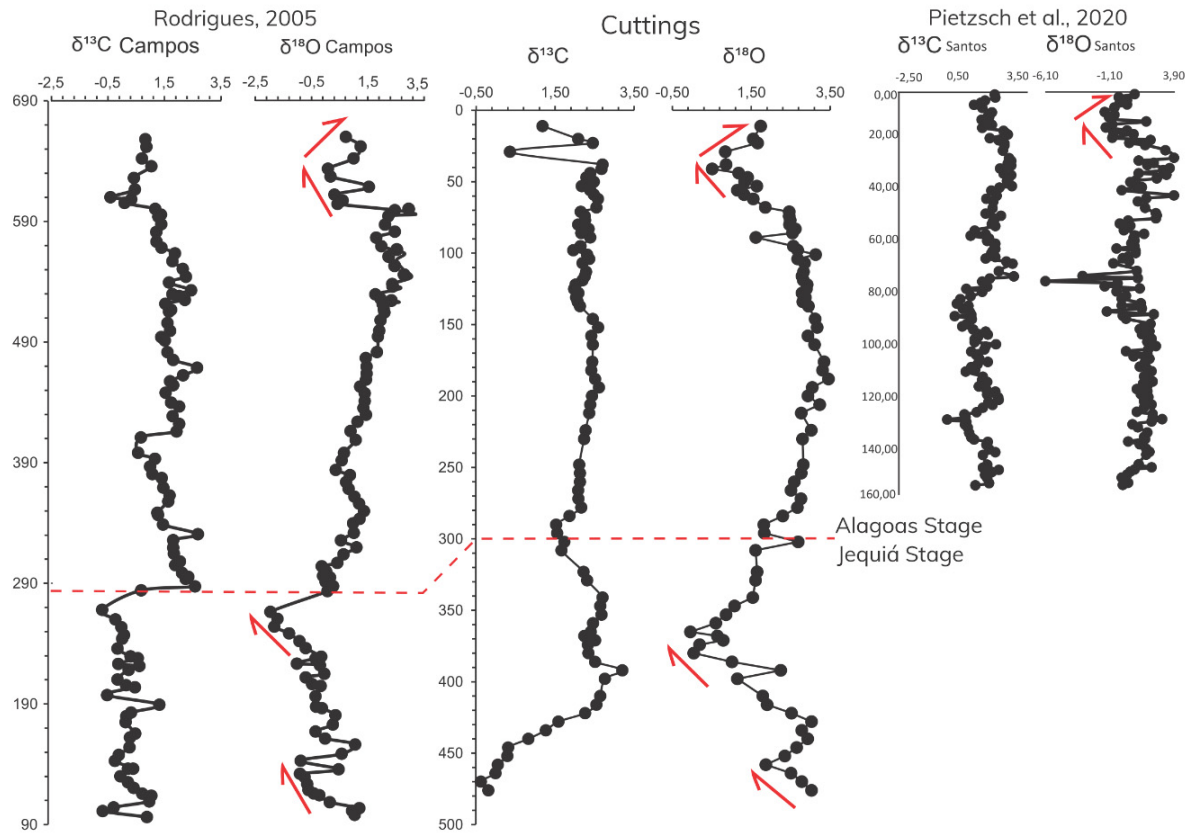 Rodrigues, 2005
Cuttings
Pietzsch et al., 2020
δ¹³C Campos
δ¹⁸O Campos
δ¹³C
δ¹⁸O
δ¹³C Santos
δ¹⁸O Santos
-2,5 -0,5 1,5 3,5
-2,5 -0,5 1,5 3,5
-0,50 1,50 3,50
-0,50 1,50 3,50
-2,50 0,50 3,50
-6,10 -1,10 3,90
690
590
490
390
290
190
90
0
50
100
150
200
250
300
350
400
450
500
0,00
20,00
40,00
60,00
80,00
100,00
120,00
140,00
160,00
Alagoas Stage
Jequiá Stage